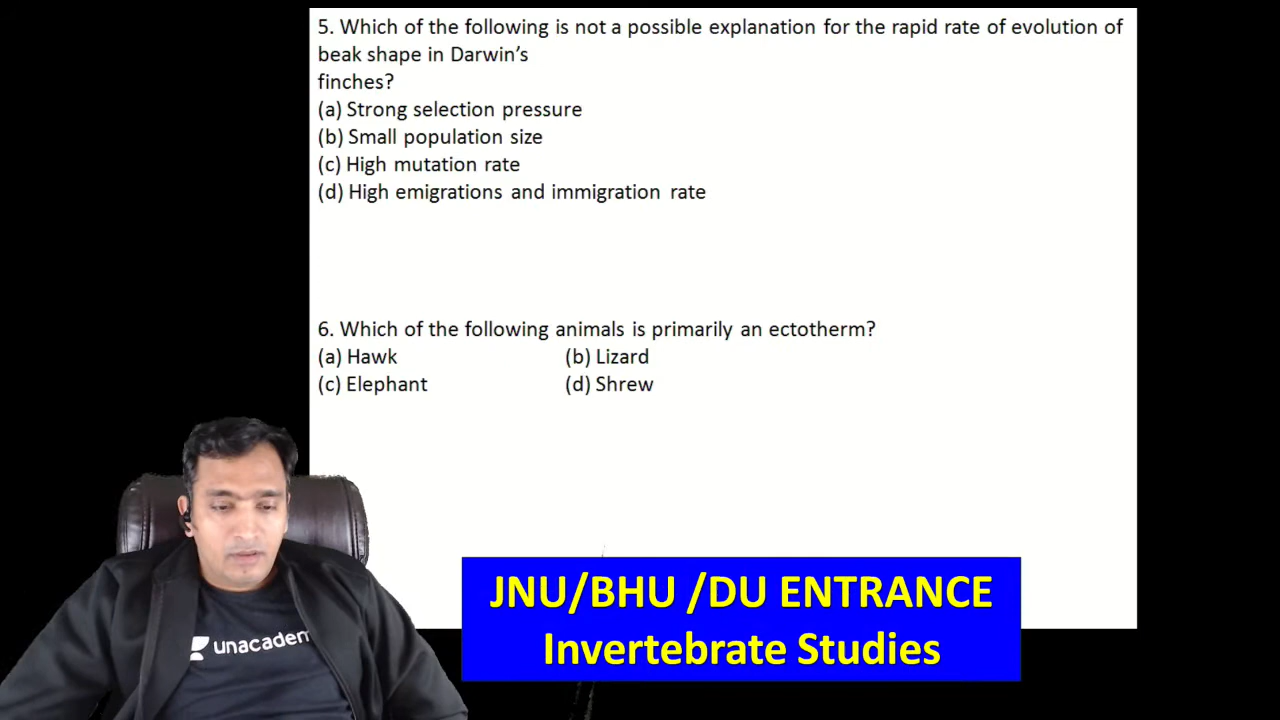 5. Which of the following is not a possible explanation for the rapid rate of evolution of
beak shape in Darwin’s
finches?
(a) Strong selection pressure
(b) Small population size
(c) High mutation rate
(d) High emigrations and immigration rate
6. Which of the following animals is primarily an ectotherm?
(a) Hawk (b) Lizard
(c) Elephant (d) Shrew
JNU/BHU /DU ENTRANCE
Invertebrate Studies
unacadem